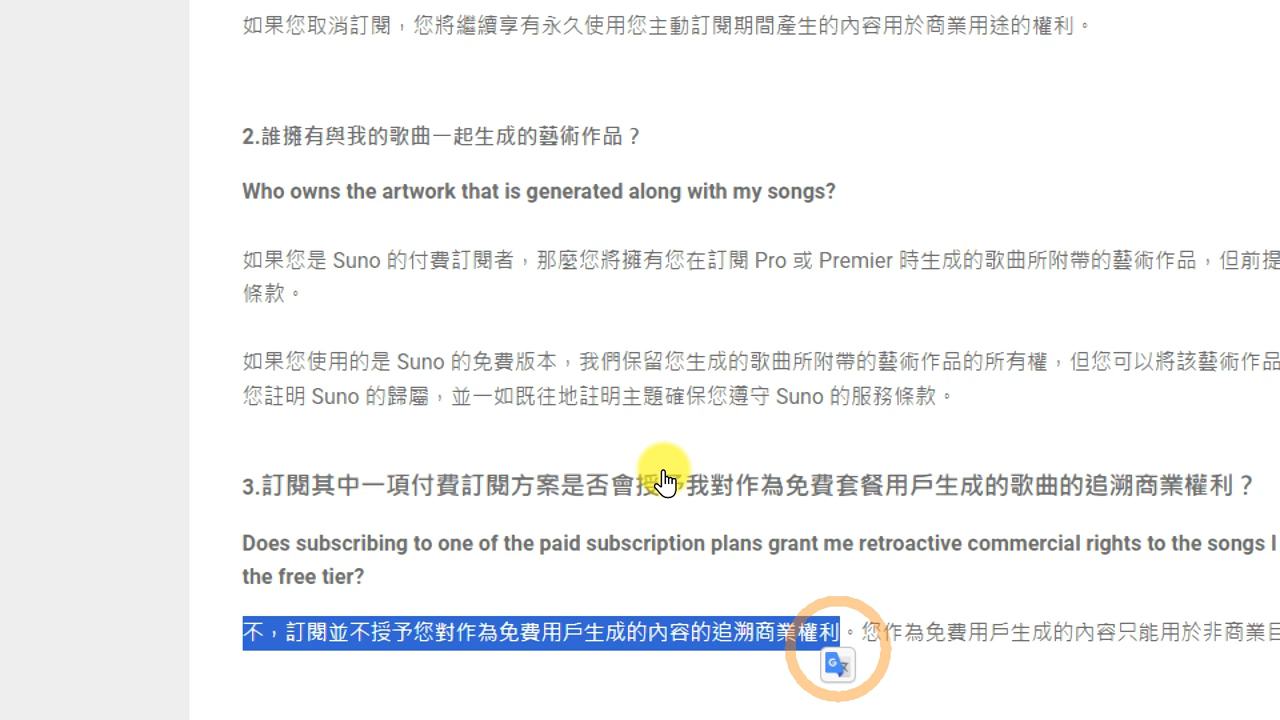 如果您取消訂閱，您將繼續享有永久使用您主動訂閱期間產生的內容用於商業用途的權利。
2.誰擁有與我的歌曲一起生成的藝術作品？
Who owns the artwork that is generated along with my songs?
如果您是 Suno 的付費訂閱者，那麼您將擁有您在訂閱 Pro 或 Premier 時生成的歌曲所附帶的藝術作品，但前提
條款。
如果您使用的是 Suno 的免費版本，我們保留您生成的歌曲所附帶的藝術作品的所有權，但您可以將該藝術作品
您註明 Suno 的歸屬，並一如既往地註明主題確保您遵守 Suno 的服務條款。
3.訂閱其中一項付費訂閱方案是否會授予我對作為免費套餐用戶生成的歌曲的追溯商業權利？
Does subscribing to one of the paid subscription plans grant me retroactive commercial rights to the songs I
the free tier?
不，訂閱並不授予您對作為免費用戶生成的內容的追溯商業權利。您作為免費用戶生成的內容只能用於非商業目